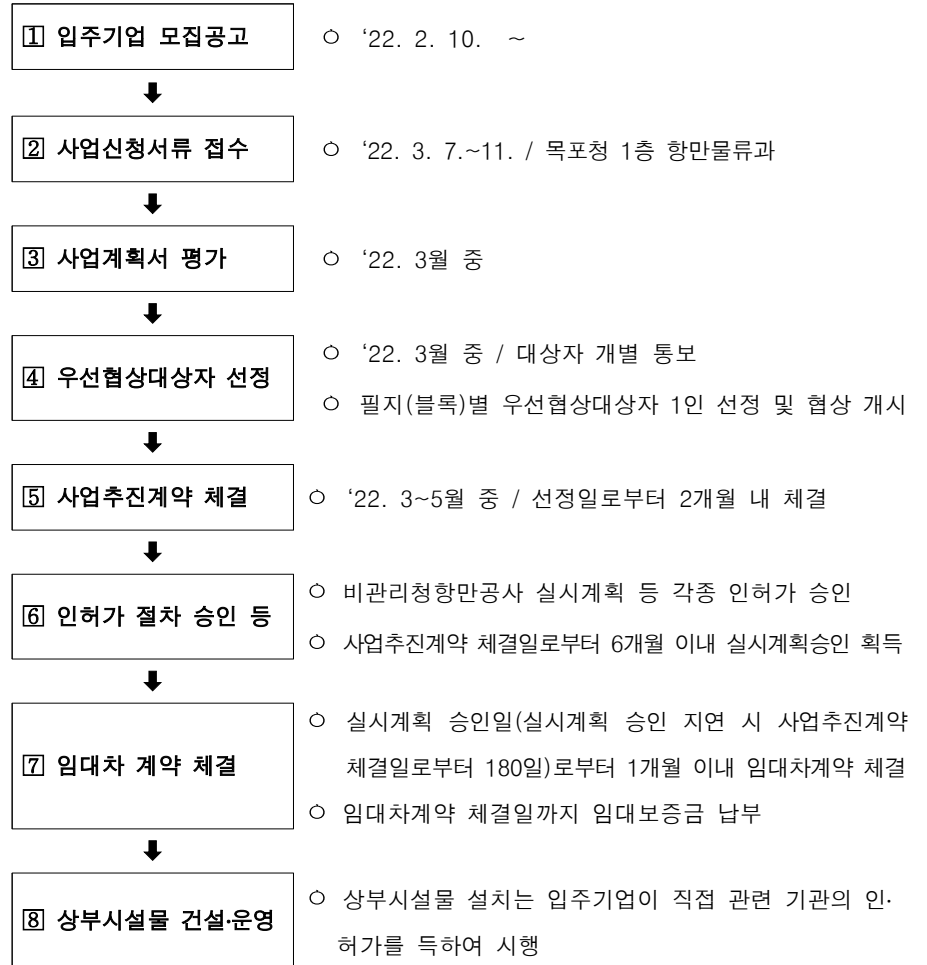 1 입주기업 모집공고
ㅇ ‘22. 2. 10. ~
2 사업신청서류 접수
ㅇ ‘22. 3. 7.~11. / 목포청 1층 항만물류과
3 사업계획서 평가
ㅇ ‘22. 3월 중
4 우선협상대상자 선정
ㅇ ‘22. 3월 중 / 대상자 개별 통보
ㅇ 필지(블록)별 우선협상대상자 1인 선정 및 협상 개시
5 사업추진계약 체결
ㅇ ‘22. 3~5월 중 / 선정일로부터 2개월 내 체결
6 인허가 절차 승인 등
ㅇ 비관리청항만공사 실시계획 등 각종 인허가 승인
ㅇ 사업추진계약 체결일로부터 6개월 이내 실시계획승인 획득
7 임대차 계약 체결
ㅇ 실시계획 승인일(실시계획 승인 지연 시 사업추진계약
체결일로부터 180일)로부터 1개월 이내 임대차계약 체결
ㅇ 임대차계약 체결일까지 임대보증금 납부
8 상부시설물 건설·운영
ㅇ 상부시설물 설치는 입주기업이 직접 관련 기관의 인·
허가를 득하여 시행